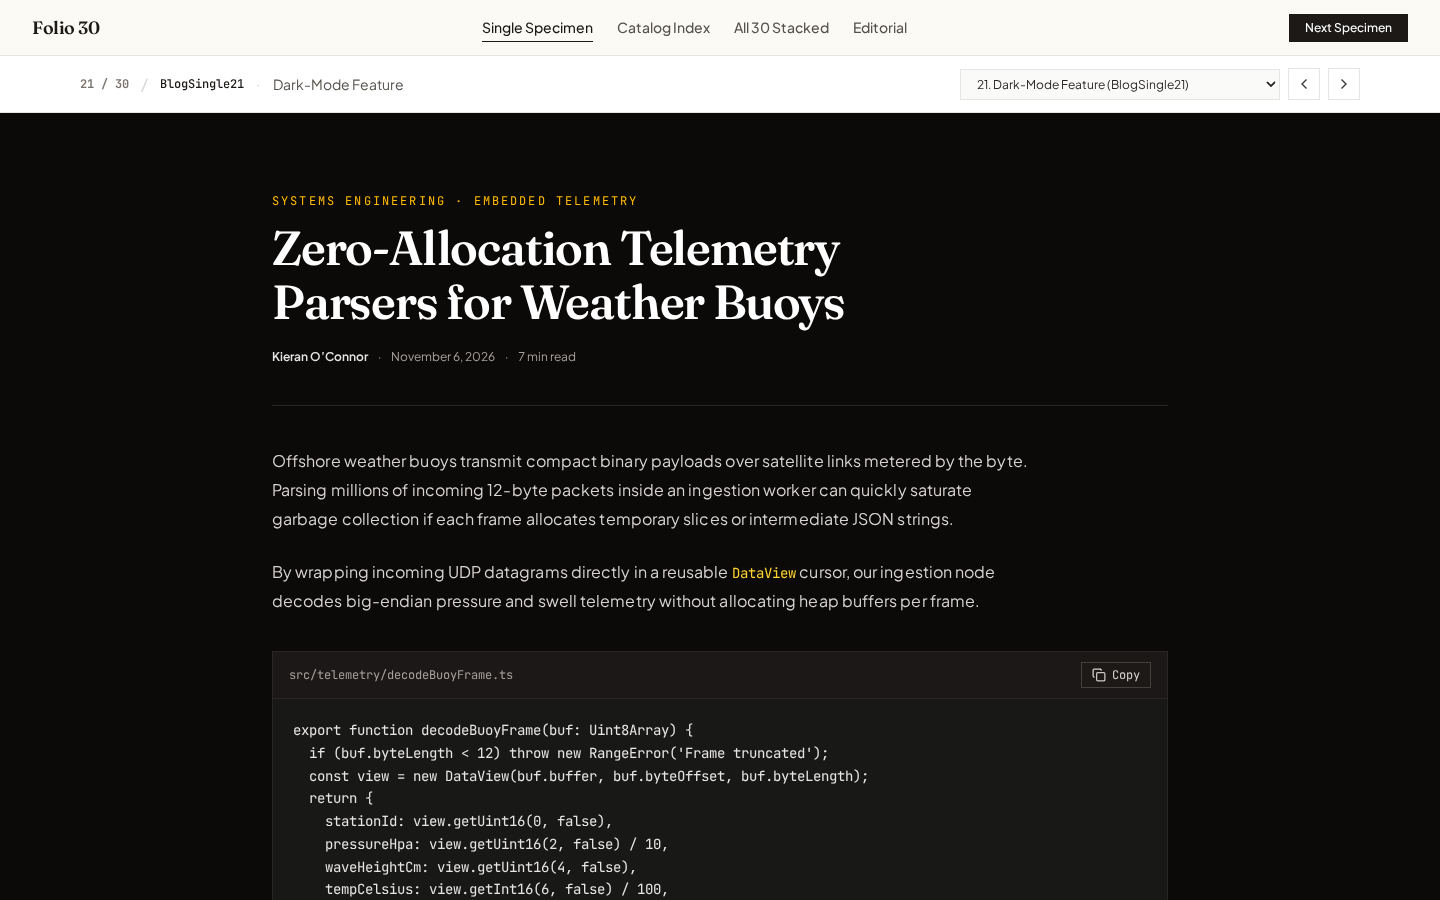 Folio 30
Single Specimen Catalog Index All 30 Stacked Editorial
Next Specimen
21 / 30 / BlogSingle21 · Dark-Mode Feature
21. Dark-Mode Feature (BlogSingle21)
SYSTEMS ENGINEERING · EMBEDDED TELEMETRY
Zero-Allocation Telemetry
Parsers for Weather Buoys
Kieran O’Connor · November 6, 2026 · 7 min read
Offshore weather buoys transmit compact binary payloads over satellite links metered by the byte.
Parsing millions of incoming 12-byte packets inside an ingestion worker can quickly saturate
garbage collection if each frame allocates temporary slices or intermediate JSON strings.
By wrapping incoming UDP datagrams directly in a reusable DataView cursor, our ingestion node
decodes big-endian pressure and swell telemetry without allocating heap buffers per frame.
src/telemetry/decodeBuoyFrame.ts
Copy
export function decodeBuoyFrame(buf: Uint8Array) {
  if (buf.byteLength < 12) throw new RangeError('Frame truncated');
  const view = new DataView(buf.buffer, buf.byteOffset, buf.byteLength);
  return {
    stationId: view.getUint16(0, false),
    pressureHpa: view.getUint16(2, false) / 10,
    waveHeightCm: view.getUint16(4, false),
    tempCelsius: view.getInt16(6, false) / 100,